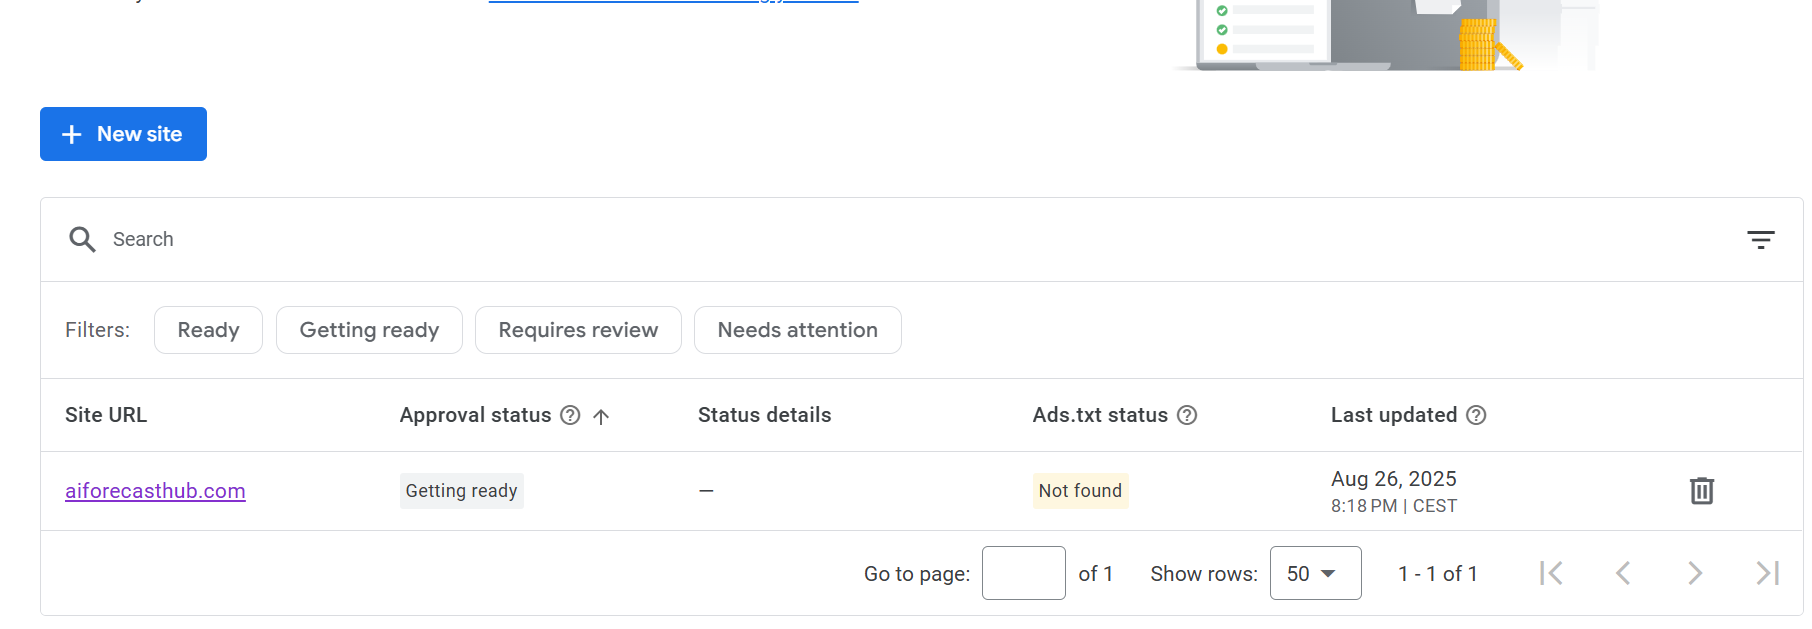 New site
Search
Filters: Ready Getting ready Requires review Needs attention
Site URL Approval status Status details Ads.txt status Last updated
aiforecasthub.com Getting ready — Not found Aug 26, 2025
8:18 PM | CEST
Go to page: of 1 Show rows: 50 1 - 1 of 1